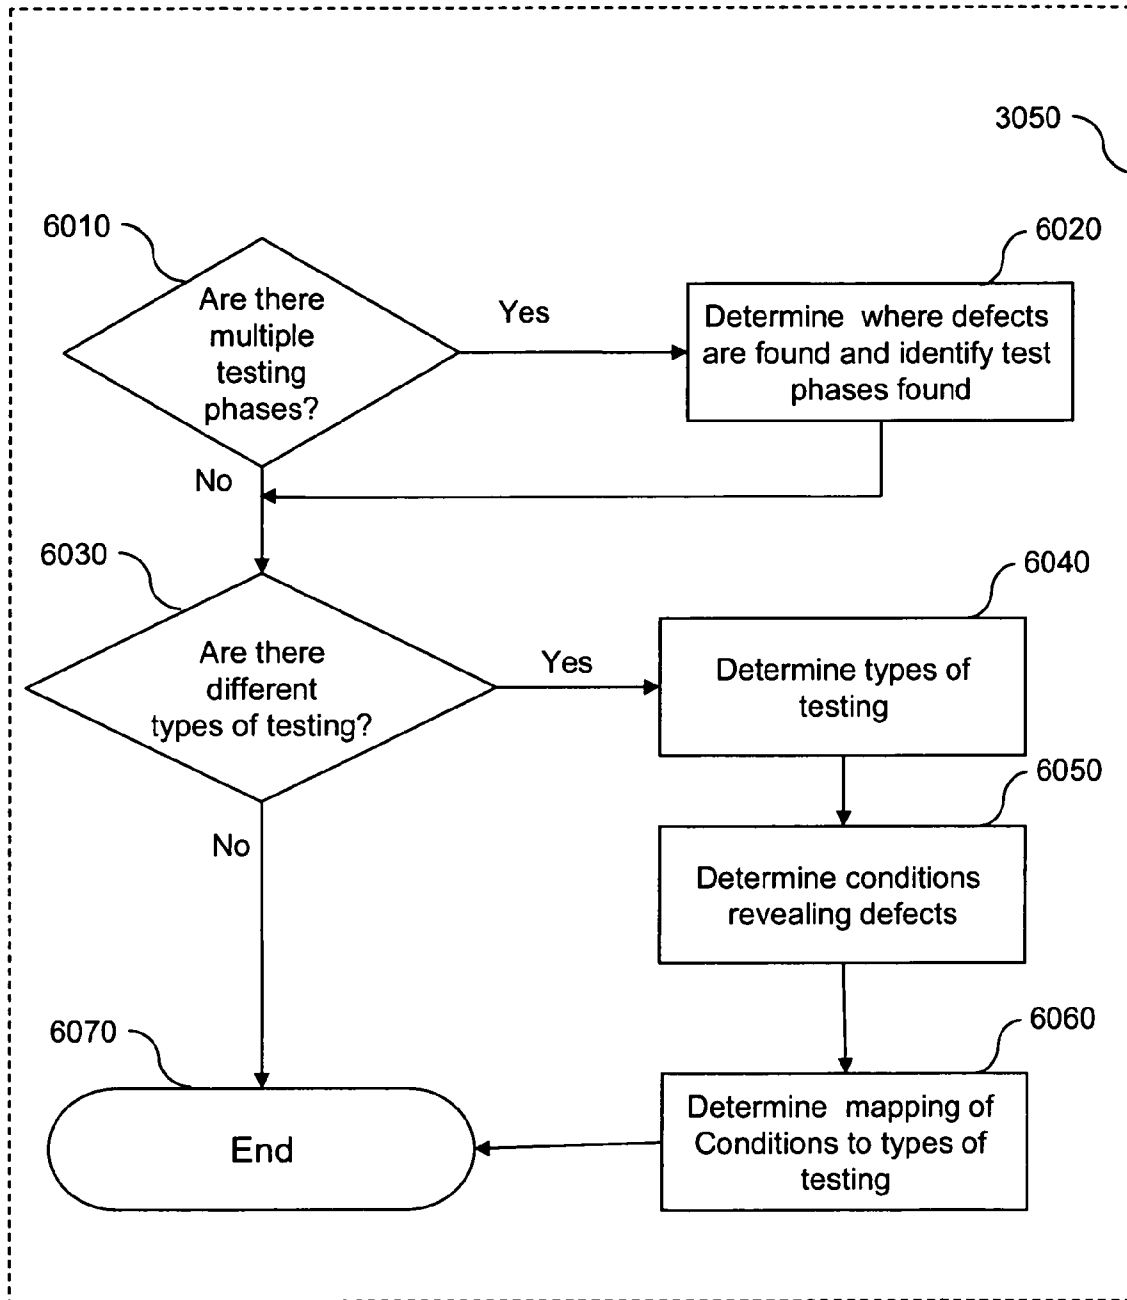 3050
6010
6020
Are there
multiple
testing
phases?
Yes
Determine where defects
are found and identify test
phases found
No
6030
6040
Are there
different
types of testing?
Yes
Determine types of
testing
6050
No
Determine conditions
revealing defects
6070
6060
End
Determine mapping of
Conditions to types of
testing